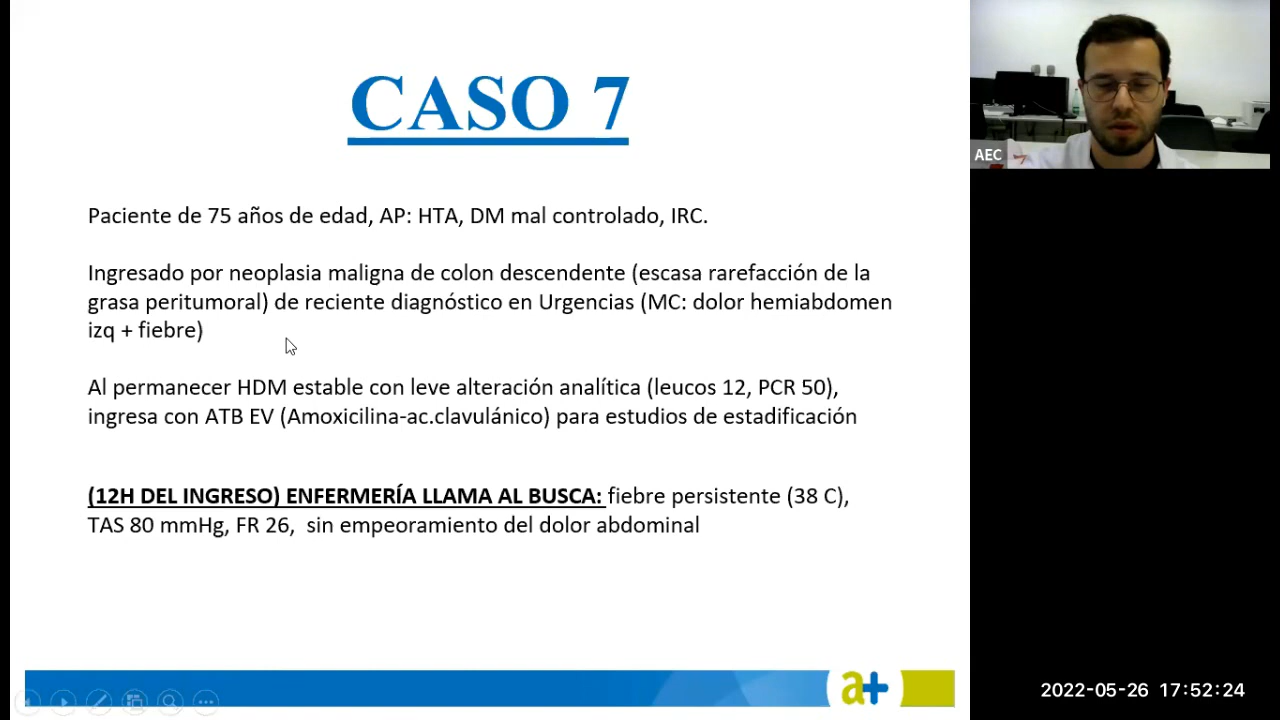 CASO 7
Paciente de 75 años de edad, AP: HTA, DM mal controlado, IRC.
Ingresado por neoplasia maligna de colon descendente (escasa rarefacción de la
grasa peritumoral) de reciente diagnóstico en Urgencias (MC: dolor hemiabdomen
izq + fiebre)
Al permanecer HDM estable con leve alteración analítica (leucos 12, PCR 50),
ingresa con ATB EV (Amoxicilina-ac.clavulánico) para estudios de estadificación
(12H DEL INGRESO) ENFERMERÍA LLAMA AL BUSCA: fiebre persistente (38 C),
TAS 80 mmHg, FR 26, sin empeoramiento del dolor abdominal
a+
AEC
2022-05-26 17:52:24